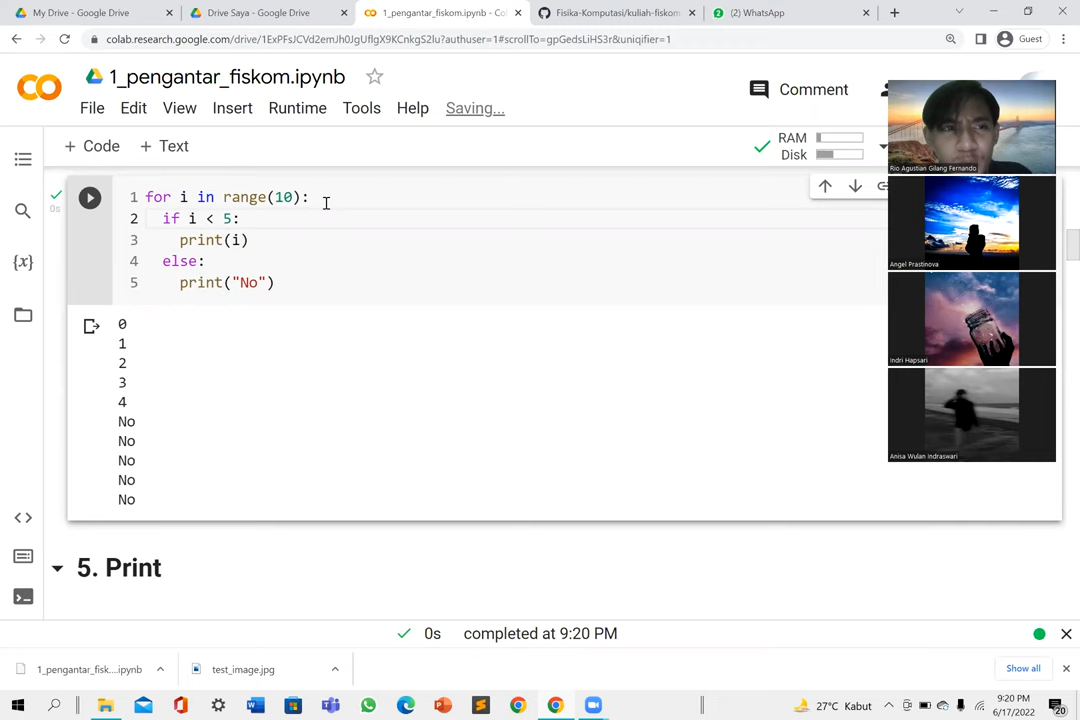 My Drive - Google Drive
Drive Saya - Google Drive
1_pengantar_fiskom.ipynb - Co
Fisika-Komputasi/kuliah-fiskom
(2) WhatsApp
colab.research.google.com/drive/1ExPFsJCVd2emJh0JgUflgX9KCnkgS2lu?authuser=1#scrollTo=gpGedsLiHS3r&uniqifier=1
Guest
CO
1_pengantar_fiskom.ipynb
File Edit View Insert Runtime Tools Help Saving...
Comment
+ Code + Text
RAM
Disk
Rio Agustian Gilang Fernando
0s
1 for i in range(10):
2 if i < 5:
3 print(i)
4 else:
5 print("No")
Angel Prastinova
{x}
0
1
2
3
4
No
No
No
No
No
Indri Hapsari
Anisa Wulan Indraswari
5. Print
0s completed at 9:20 PM
1_pengantar_fisk....ipynb
test_image.jpg
Show all
27°C Kabut
9:20 PM
6/17/2022
20